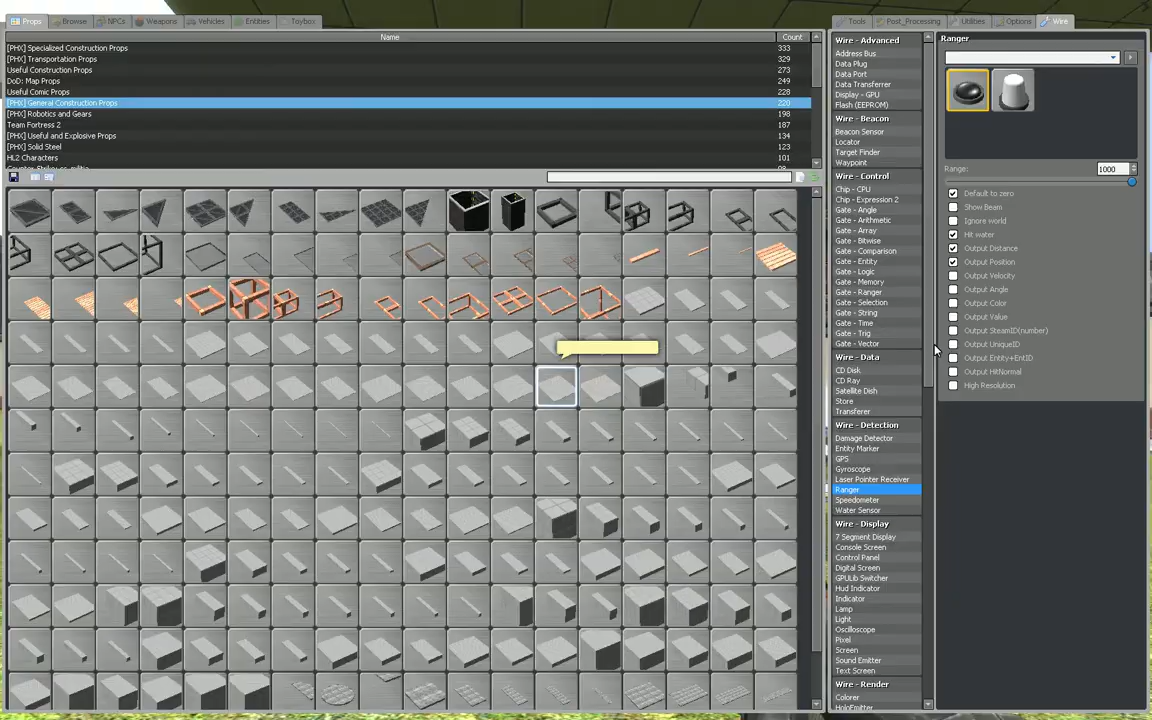 Props
Browse
NPCs
Weapons
Vehicles
Entities
Toybox
Name
Count
[PHX] Specialized Construction Props
333
[PHX] Transportation Props
329
Useful Construction Props
273
DoD: Map Props
249
Useful Comic Props
228
[PHX] General Construction Props
220
[PHX] Robotics and Gears
198
Team Fortress 2
187
[PHX] Useful and Explosive Props
134
[PHX] Solid Steel
123
HL2 Characters
101
Tools
Post_Processing
Utilities
Options
Wire
Wire - Advanced
Address Bus
Data Plug
Data Port
Data Transferrer
Display - GPU
Flash (EEPROM)
Wire - Beacon
Beacon Sensor
Locator
Target Finder
Waypoint
Wire - Control
Chip - CPU
Chip - Expression 2
Gate - Angle
Gate - Arithmetic
Gate - Array
Gate - Bitwise
Gate - Comparison
Gate - Entity
Gate - Logic
Gate - Memory
Gate - Ranger
Gate - Selection
Gate - String
Gate - Time
Gate - Trig
Gate - Vector
Wire - Data
CD Disk
CD Ray
Satellite Dish
Store
Transferer
Wire - Detection
Damage Detector
Entity Marker
GPS
Gyroscope
Laser Pointer Receiver
Ranger
Speedometer
Water Sensor
Wire - Display
7 Segment Display
Console Screen
Control Panel
Digital Screen
GPULib Switcher
Hud Indicator
Indicator
Lamp
Light
Oscilloscope
Pixel
Screen
Sound Emitter
Text Screen
Wire - Render
Colorer
HoloEmitter
Ranger
Range:
1000
Default to zero
Show Beam
Ignore world
Hit water
Output Distance
Output Position
Output Velocity
Output Angle
Output Color
Output Value
Output SteamID(number)
Output UniqueID
Output Entity+EntID
Output HitNormal
High Resolution